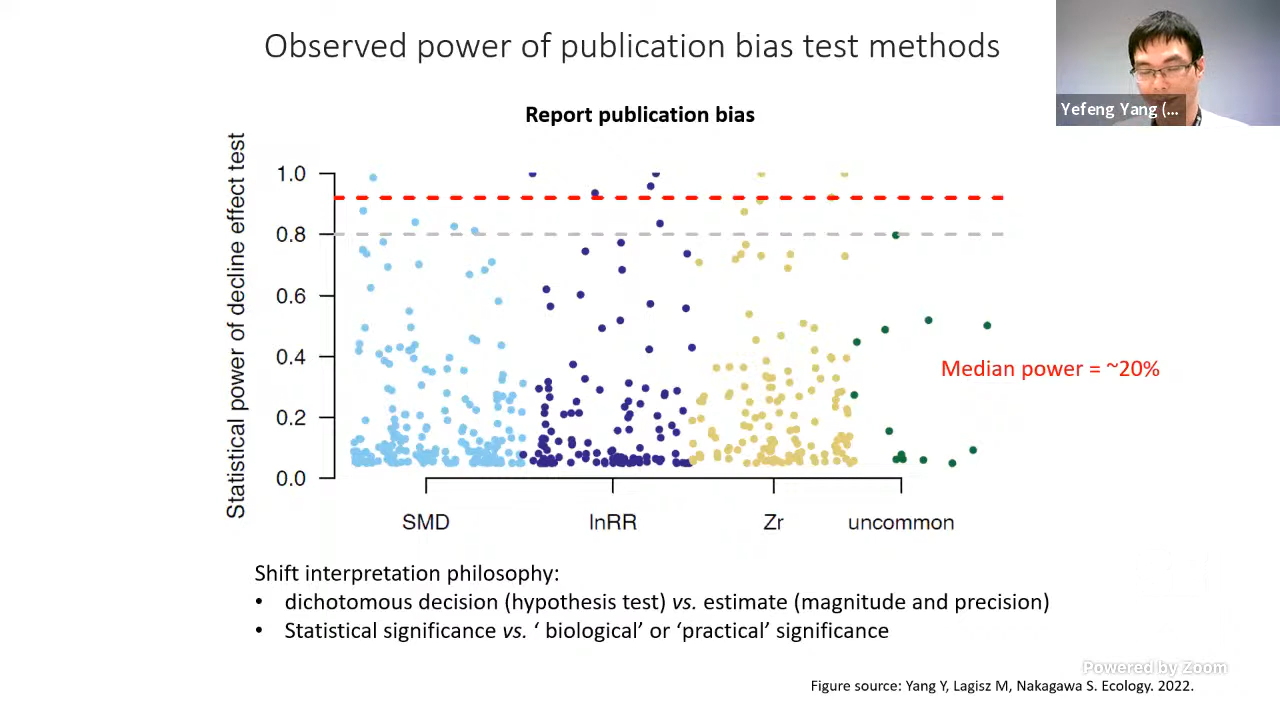 Observed power of publication bias test methods
Yefeng Yang (...
Report publication bias
Statistical power of decline effect test
1.0
0.8
0.6
0.4
0.2
0.0
Median power = ~20%
SMD
lnRR
Zr
uncommon
Shift interpretation philosophy:
• dichotomous decision (hypothesis test) vs. estimate (magnitude and precision)
• Statistical significance vs. ‘ biological’ or ‘practical’ significance
Powered by Zoom
Figure source: Yang Y, Lagisz M, Nakagawa S. Ecology. 2022.